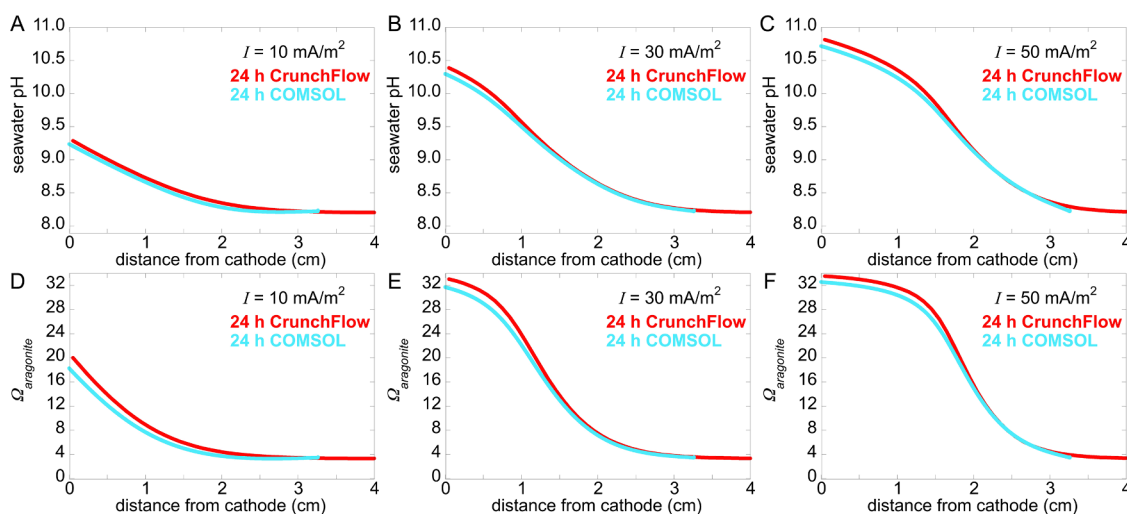 A
11.0
10.5
10.0
9.5
9.0
8.5
8.0
seawater pH
I = 10 mA/m²
24 h CrunchFlow
24 h COMSOL
0 1 2 3 4
distance from cathode (cm)
B
11.0
10.5
10.0
9.5
9.0
8.5
8.0
seawater pH
I = 30 mA/m²
24 h CrunchFlow
24 h COMSOL
0 1 2 3 4
distance from cathode (cm)
C
11.0
10.5
10.0
9.5
9.0
8.5
8.0
seawater pH
I = 50 mA/m²
24 h CrunchFlow
24 h COMSOL
0 1 2 3 4
distance from cathode (cm)
D
32
28
24
20
16
12
8
4
0
Ωaragonite
I = 10 mA/m²
24 h CrunchFlow
24 h COMSOL
0 1 2 3 4
distance from cathode (cm)
E
32
28
24
20
16
12
8
4
0
Ωaragonite
I = 30 mA/m²
24 h CrunchFlow
24 h COMSOL
0 1 2 3 4
distance from cathode (cm)
F
32
28
24
20
16
12
8
4
0
Ωaragonite
I = 50 mA/m²
24 h CrunchFlow
24 h COMSOL
0 1 2 3 4
distance from cathode (cm)